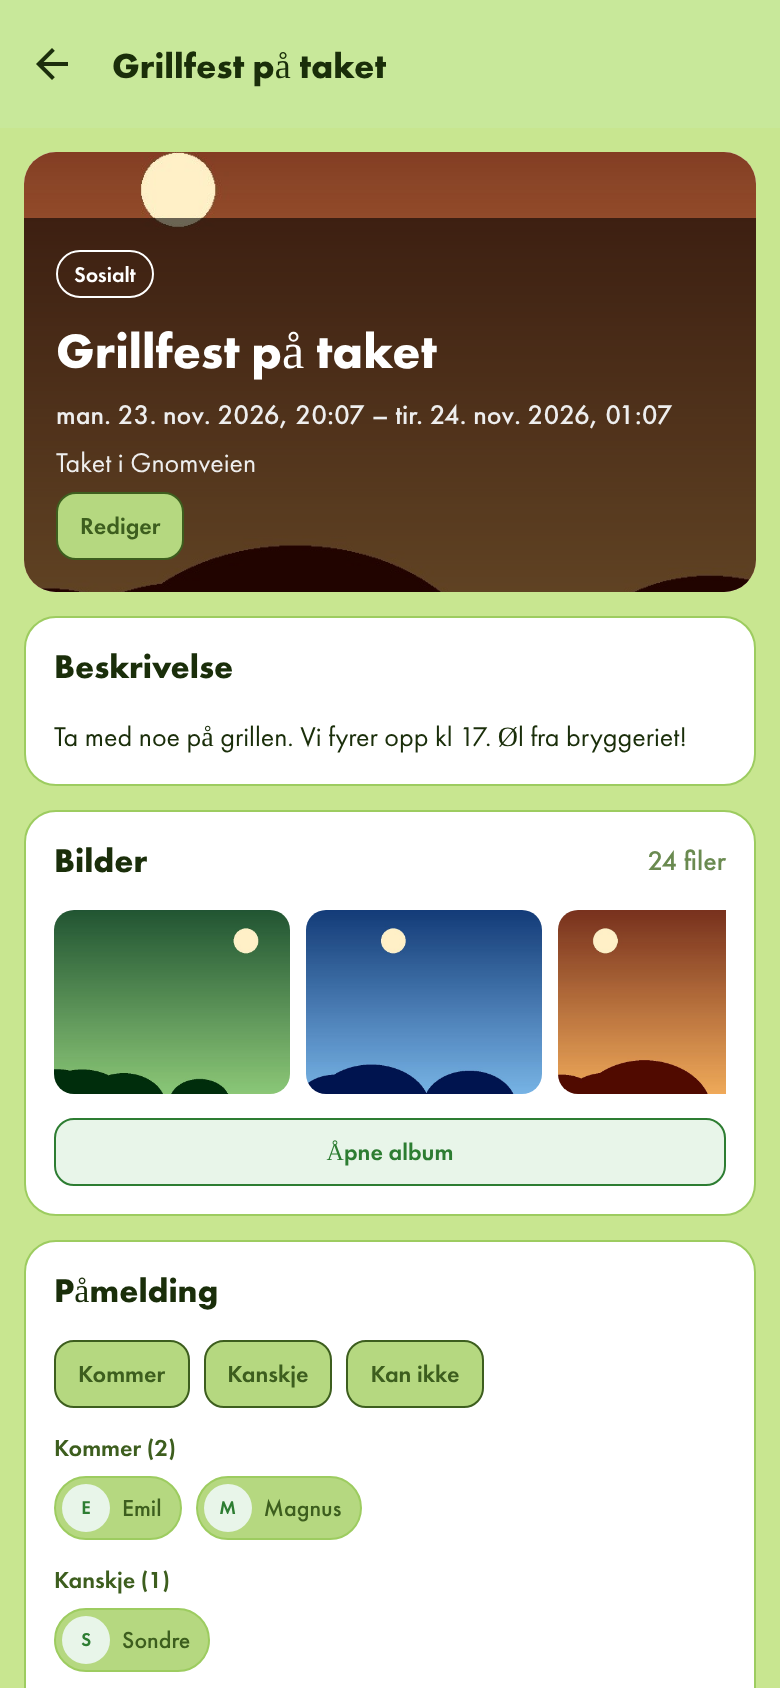 Grillfest på taket
Sosialt
Grillfest på taket
man. 23. nov. 2026, 20:07 – tir. 24. nov. 2026, 01:07
Taket i Gnomveien
Rediger
Beskrivelse
Ta med noe på grillen. Vi fyrer opp kl 17. Øl fra bryggeriet!
Bilder
24 filer
Åpne album
Påmelding
Kommer
Kanskje
Kan ikke
Kommer (2)
E Emil
M Magnus
Kanskje (1)
S Sondre